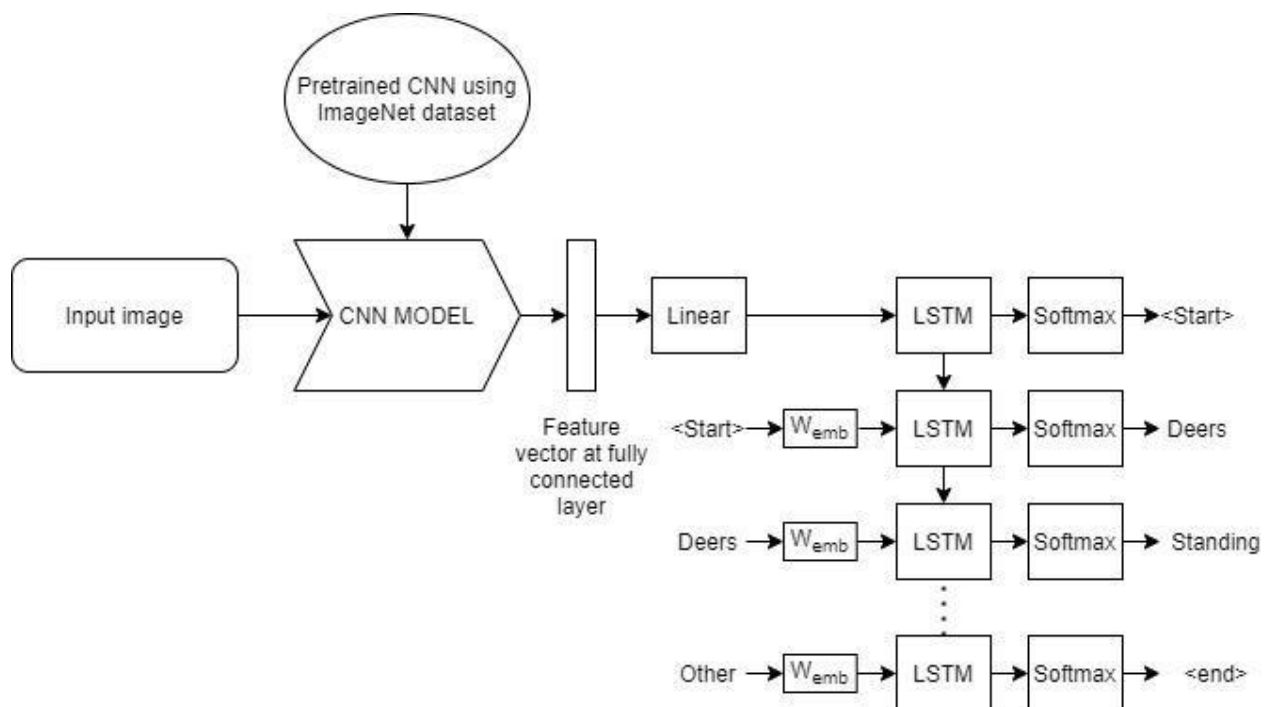 Pretrained CNN using
ImageNet dataset
Input image
CNN MODEL
Feature
vector at fully
connected
layer
Linear
LSTM
Softmax
<Start>
<Start>
Wemb
LSTM
Softmax
Deers
Deers
Wemb
LSTM
Softmax
Standing
Other
Wemb
LSTM
Softmax
<end>